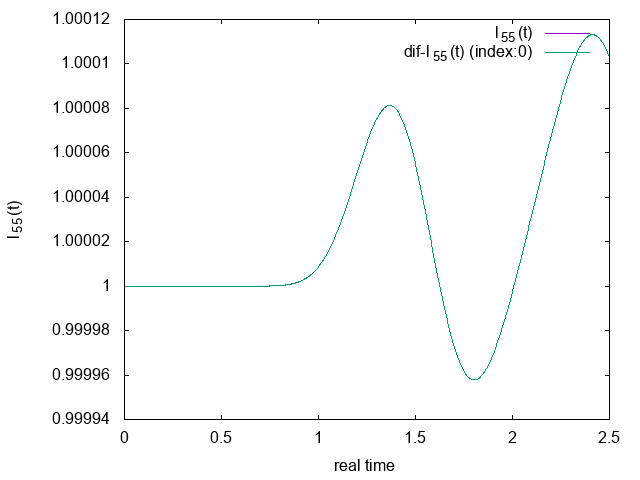 1.00012
1.0001
1.00008
1.00006
1.00004
1.00002
1
0.99998
0.99996
0.99994
I55(t)
I55(t)
dif-I55(t) (index:0)
0 0.5 1 1.5 2 2.5
real time